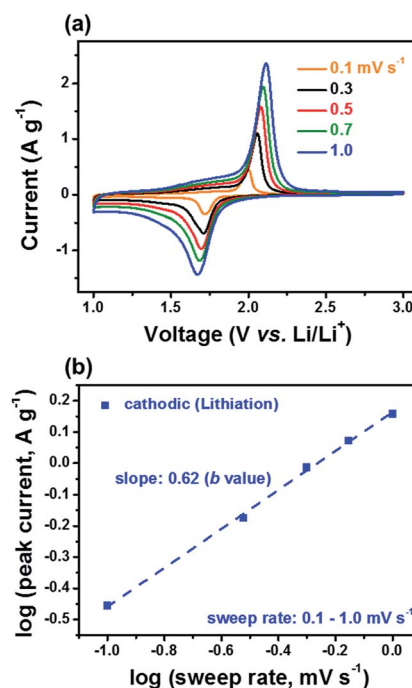 (a)
2
1
0
-1
Current (A g⁻¹)
0.1 mV s⁻¹
0.3
0.5
0.7
1.0
1.0 1.5 2.0 2.5 3.0
Voltage (V vs. Li/Li⁺)
(b)
0.2
0.1
0.0
-0.1
-0.2
-0.3
-0.4
-0.5
log (peak current, A g⁻¹)
cathodic (Lithiation)
slope: 0.62 (b value)
sweep rate: 0.1 - 1.0 mV s⁻¹
-1.0 -0.8 -0.6 -0.4 -0.2 0.0
log (sweep rate, mV s⁻¹)